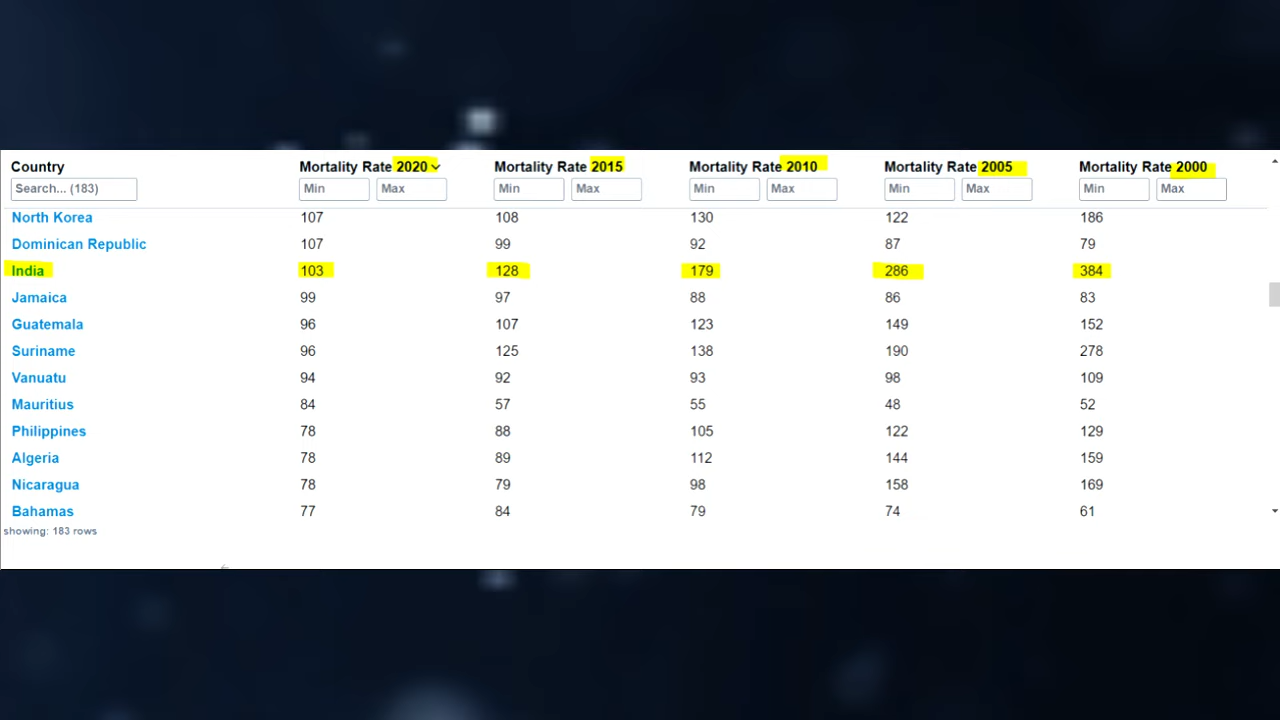 Country Mortality Rate 2020 Mortality Rate 2015 Mortality Rate 2010 Mortality Rate 2005 Mortality Rate 2000
Search... (183) Min Max Min Max Min Max Min Max Min Max
North Korea 107 108 130 122 186
Dominican Republic 107 99 92 87 79
India 103 128 179 286 384
Jamaica 99 97 88 86 83
Guatemala 96 107 123 149 152
Suriname 96 125 138 190 278
Vanuatu 94 92 93 98 109
Mauritius 84 57 55 48 52
Philippines 78 88 105 122 129
Algeria 78 89 112 144 159
Nicaragua 78 79 98 158 169
Bahamas 77 84 79 74 61
showing: 183 rows